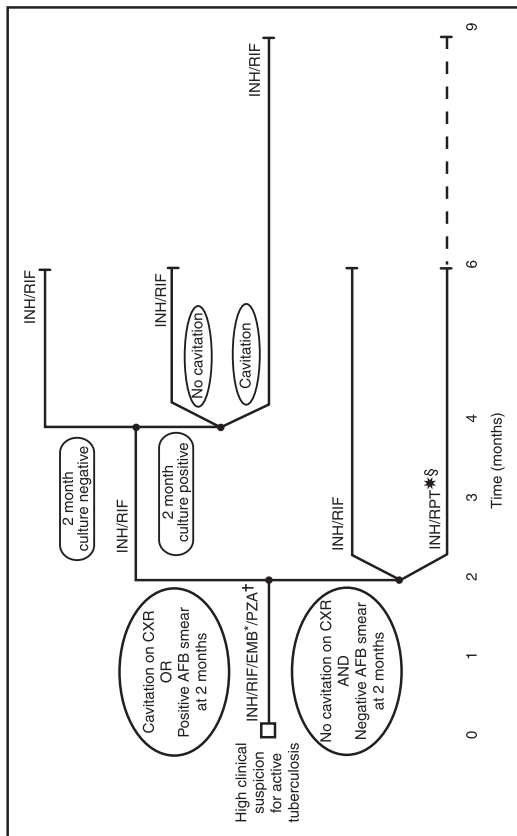 High clinical
suspicion
for active
tuberculosis
INH/RIF/EMB*/PZA†
Cavitation on CXR
OR
Positive AFB smear
at 2 months
No cavitation on CXR
AND
Negative AFB smear
at 2 months
INH/RIF
2 month
culture negative
2 month
culture positive
INH/RIF
No cavitation
INH/RIF
Cavitation
INH/RIF
INH/RIF
INH/RPT✷§
0
1
2
3
4
6
9
Time (months)